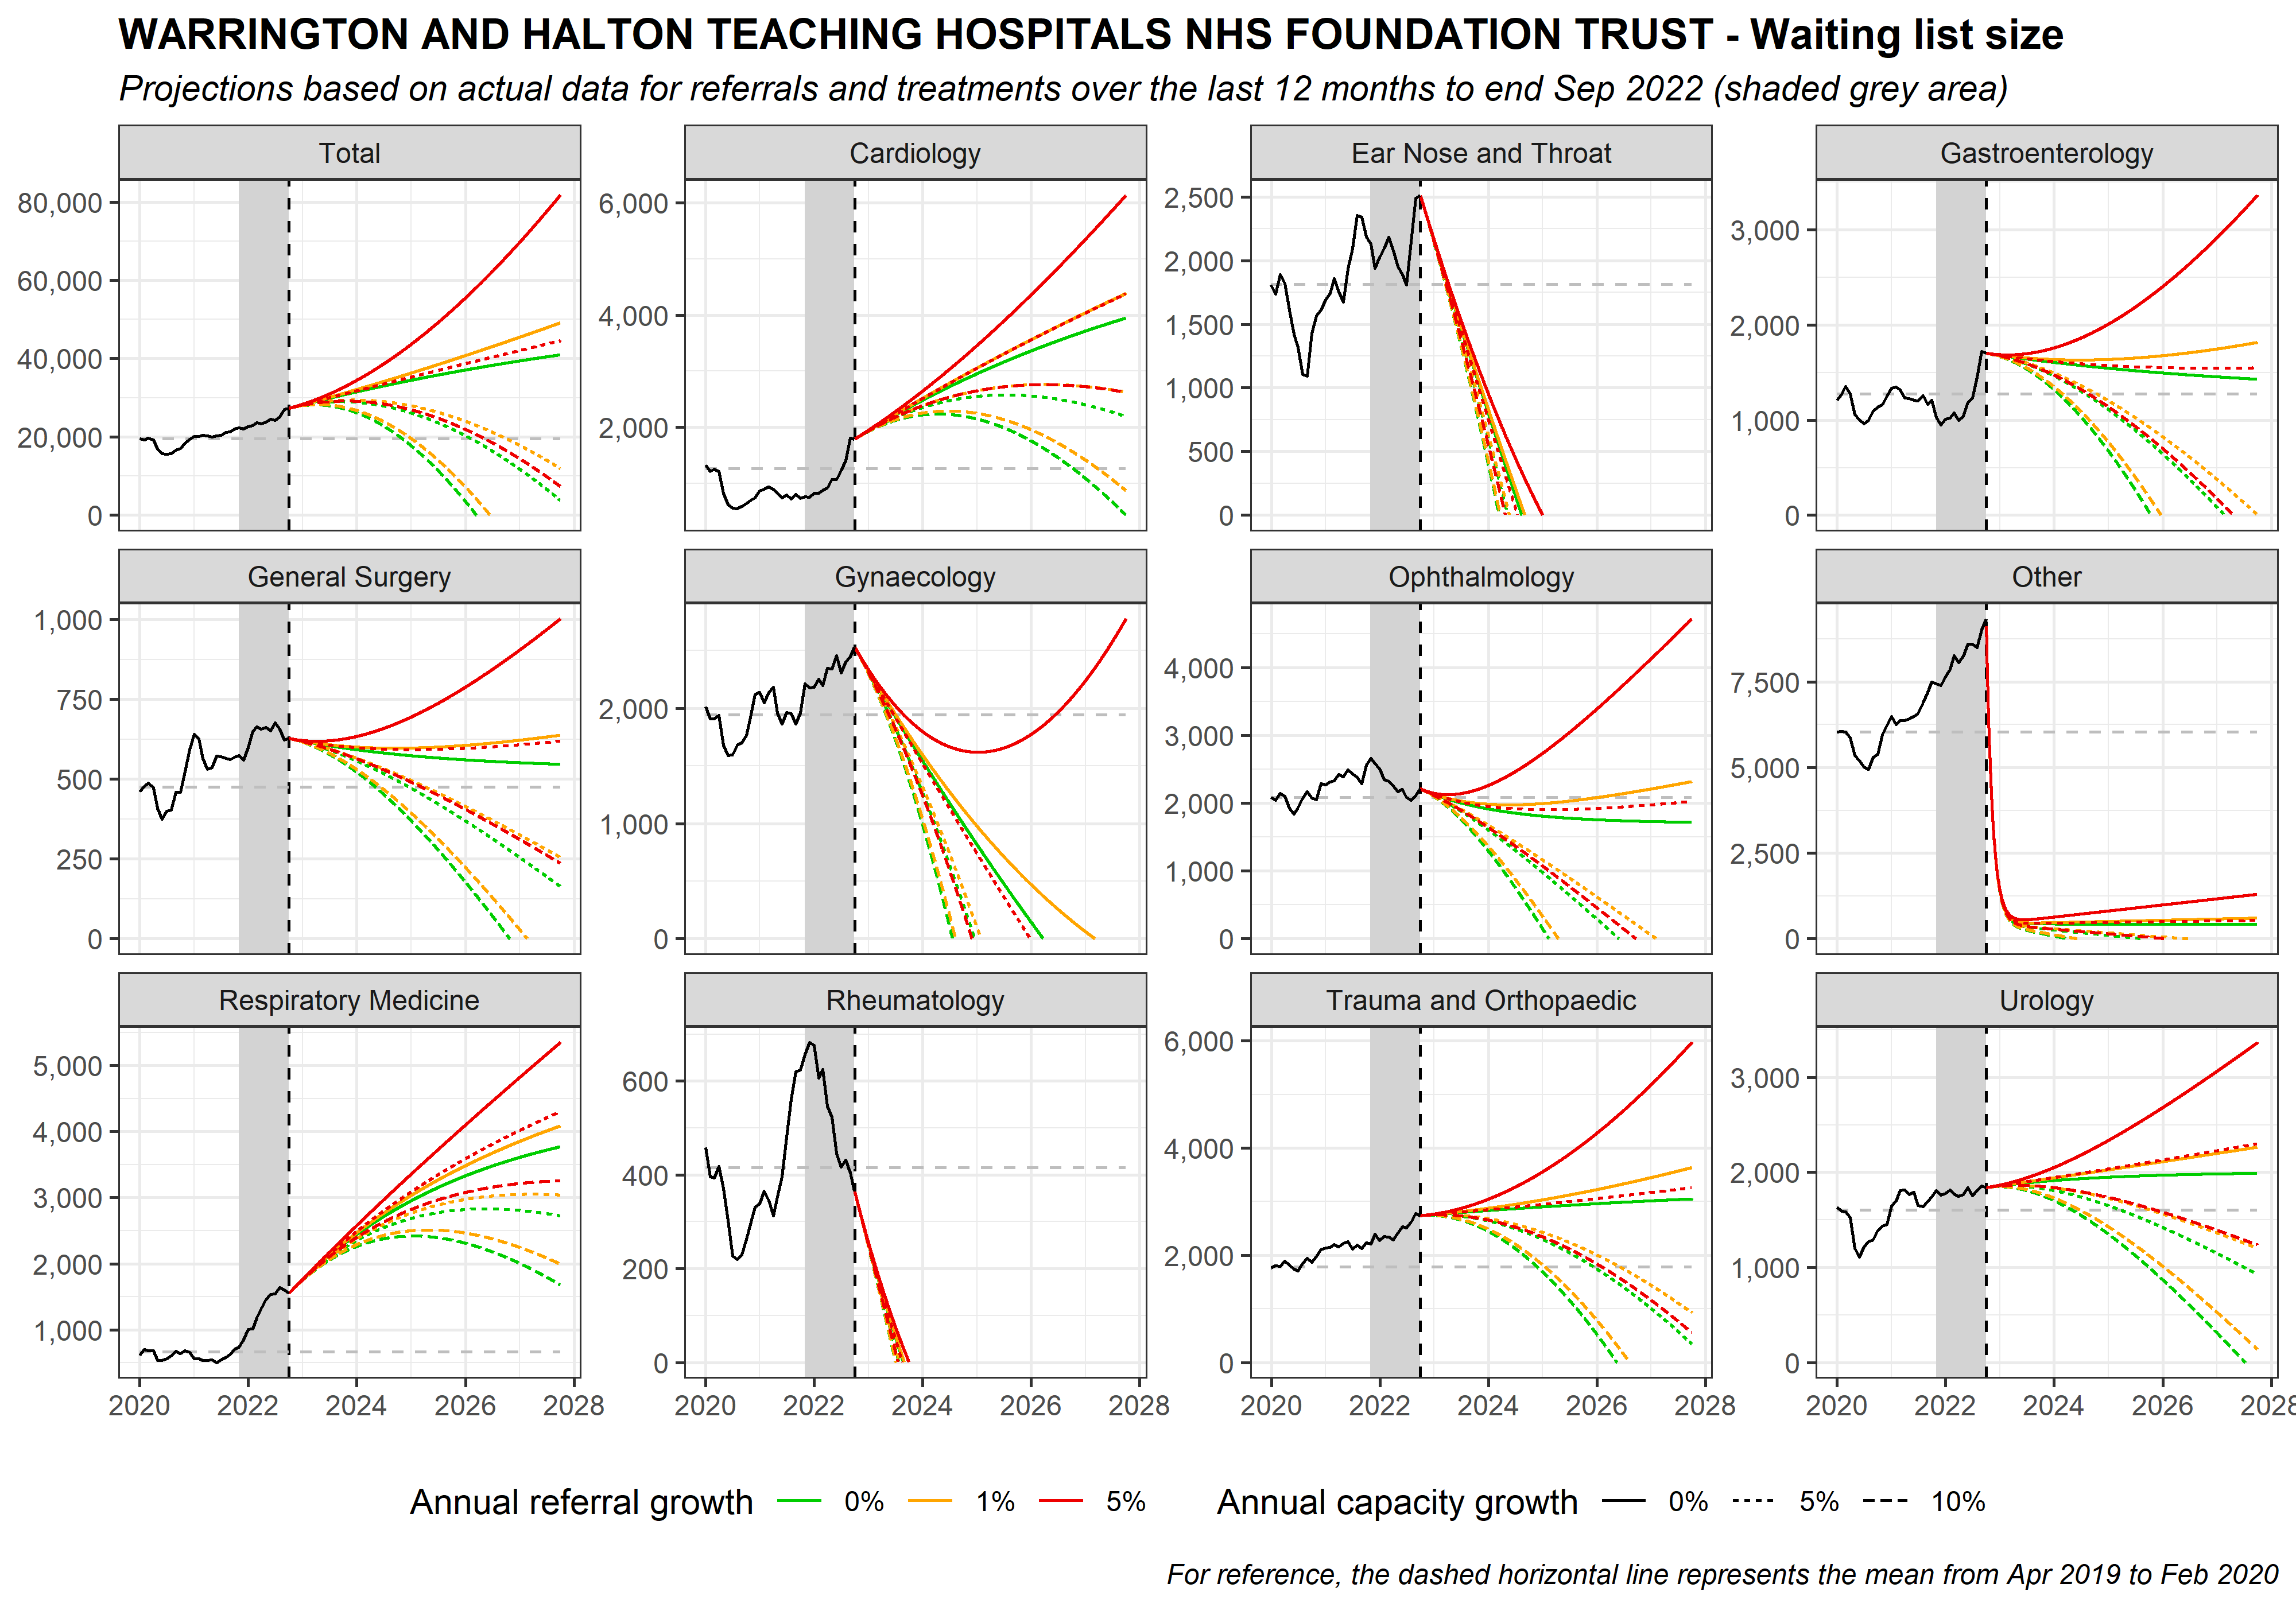 WARRINGTON AND HALTON TEACHING HOSPITALS NHS FOUNDATION TRUST - Waiting list size
Projections based on actual data for referrals and treatments over the last 12 months to end Sep 2022 (shaded grey area)
Total
80,000
60,000
40,000
20,000
0
Cardiology
6,000
4,000
2,000
Ear Nose and Throat
2,500
2,000
1,500
1,000
500
0
Gastroenterology
3,000
2,000
1,000
0
General Surgery
1,000
750
500
250
0
Gynaecology
2,000
1,000
0
Ophthalmology
4,000
3,000
2,000
1,000
0
Other
7,500
5,000
2,500
0
Respiratory Medicine
5,000
4,000
3,000
2,000
1,000
2020 2022 2024 2026 2028
Rheumatology
600
400
200
0
2020 2022 2024 2026 2028
Trauma and Orthopaedic
6,000
4,000
2,000
0
2020 2022 2024 2026 2028
Urology
3,000
2,000
1,000
0
2020 2022 2024 2026 2028
Annual referral growth 0% 1% 5% Annual capacity growth 0% 5% 10%
For reference, the dashed horizontal line represents the mean from Apr 2019 to Feb 2020